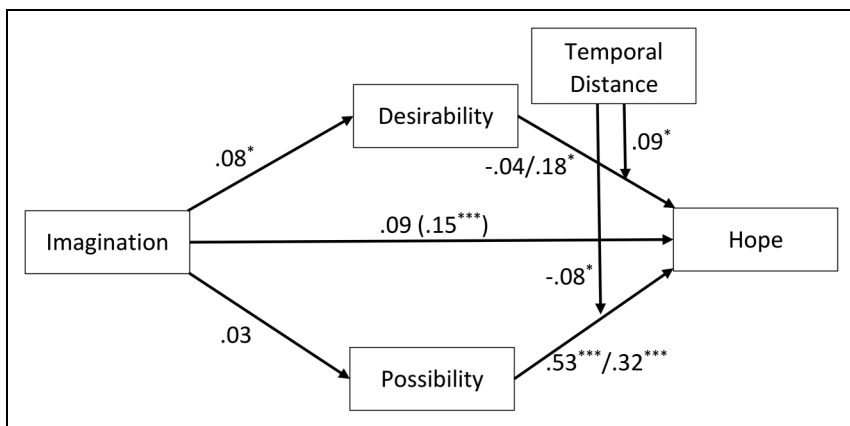 Temporal
Distance
Desirability
.08*
-.04/.18*
.09*
Imagination
.09 (.15***)
Hope
-.08*
.03
.53***/.32***
Possibility